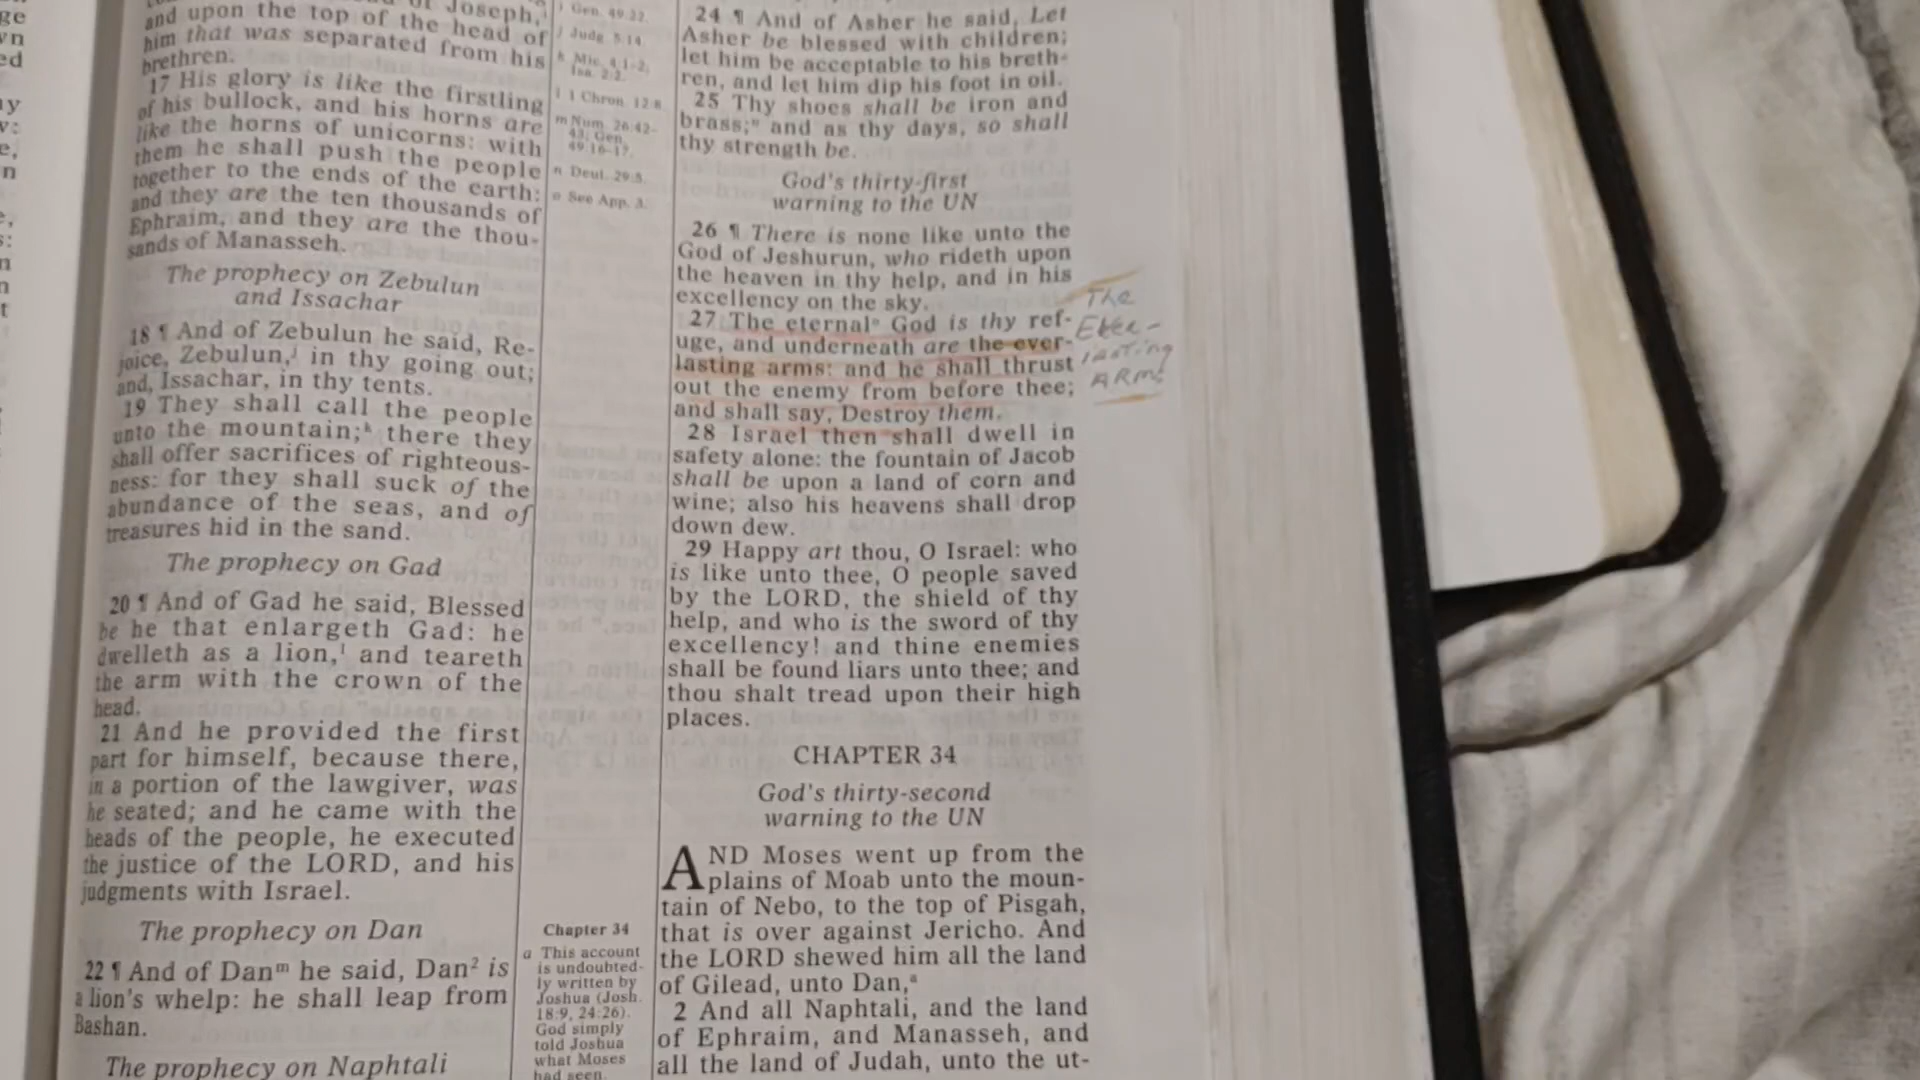 ge
wn
ed
of Joseph,
and upon the top of the head of
him that was separated from his
brethren.
17 His glory is like the firstling
of his bullock, and his horns are
like the horns of unicorns: with
them he shall push the people
together to the ends of the earth:
and they are the ten thousands of
Ephraim, and they are the thou-
sands of Manasseh.
The prophecy on Zebulun
and Issachar
18 ¶ And of Zebulun he said, Re-
joice, Zebulun,ʲ in thy going out;
and, Issachar, in thy tents.
19 They shall call the people
unto the mountain;ᵏ there they
shall offer sacrifices of righteous-
ness: for they shall suck of the
abundance of the seas, and of
treasures hid in the sand.
The prophecy on Gad
20 ¶ And of Gad he said, Blessed
be he that enlargeth Gad: he
dwelleth as a lion,ˡ and teareth
the arm with the crown of the
head.
21 And he provided the first
part for himself, because there,
in a portion of the lawgiver, was
he seated; and he came with the
heads of the people, he executed
the justice of the LORD, and his
judgments with Israel.
The prophecy on Dan
22 ¶ And of Danᵐ he said, Dan² is
a lion's whelp: he shall leap from
Bashan.
The prophecy on Naphtali
i Gen. 49:22.
j Judg. 5:14.
k Mic. 4:1-2;
Isa. 2:2.
l 1 Chron. 12:8.
m Num. 26:42-
43; Gen.
49:16-17.
n Deut. 29:5.
o See App. 3.
Chapter 34
a This account
is undoubted-
ly written by
Joshua (Josh.
18:9, 24:26).
God simply
told Joshua
what Moses
had seen.
24 ¶ And of Asher he said, Let
Asher be blessed with children;
let him be acceptable to his breth-
ren, and let him dip his foot in oil.
25 Thy shoes shall be iron and
brass;ⁿ and as thy days, so shall
thy strength be.
God's thirty-first
warning to the UN
26 ¶ There is none like unto the
God of Jeshurun, who rideth upon
the heaven in thy help, and in his
excellency on the sky.
27 The eternalᵒ God is thy ref-
uge, and underneath are the ever-
lasting arms: and he shall thrust
out the enemy from before thee;
and shall say, Destroy them.
28 Israel then shall dwell in
safety alone: the fountain of Jacob
shall be upon a land of corn and
wine; also his heavens shall drop
down dew.
29 Happy art thou, O Israel: who
is like unto thee, O people saved
by the LORD, the shield of thy
help, and who is the sword of thy
excellency! and thine enemies
shall be found liars unto thee; and
thou shalt tread upon their high
places.
CHAPTER 34
God's thirty-second
warning to the UN
AND Moses went up from the
plains of Moab unto the moun-
tain of Nebo, to the top of Pisgah,
that is over against Jericho. And
the LORD shewed him all the land
of Gilead, unto Dan,ᵃ
2 And all Naphtali, and the land
of Ephraim, and Manasseh, and
all the land of Judah, unto the ut-
The
Ever-
lasting
ARMS